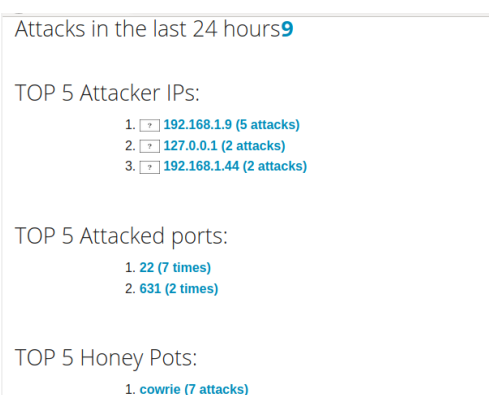 Attacks in the last 24 hours9
TOP 5 Attacker IPs:
1. ? 192.168.1.9 (5 attacks)
2. ? 127.0.0.1 (2 attacks)
3. ? 192.168.1.44 (2 attacks)
TOP 5 Attacked ports:
1. 22 (7 times)
2. 631 (2 times)
TOP 5 Honey Pots:
1. cowrie (7 attacks)